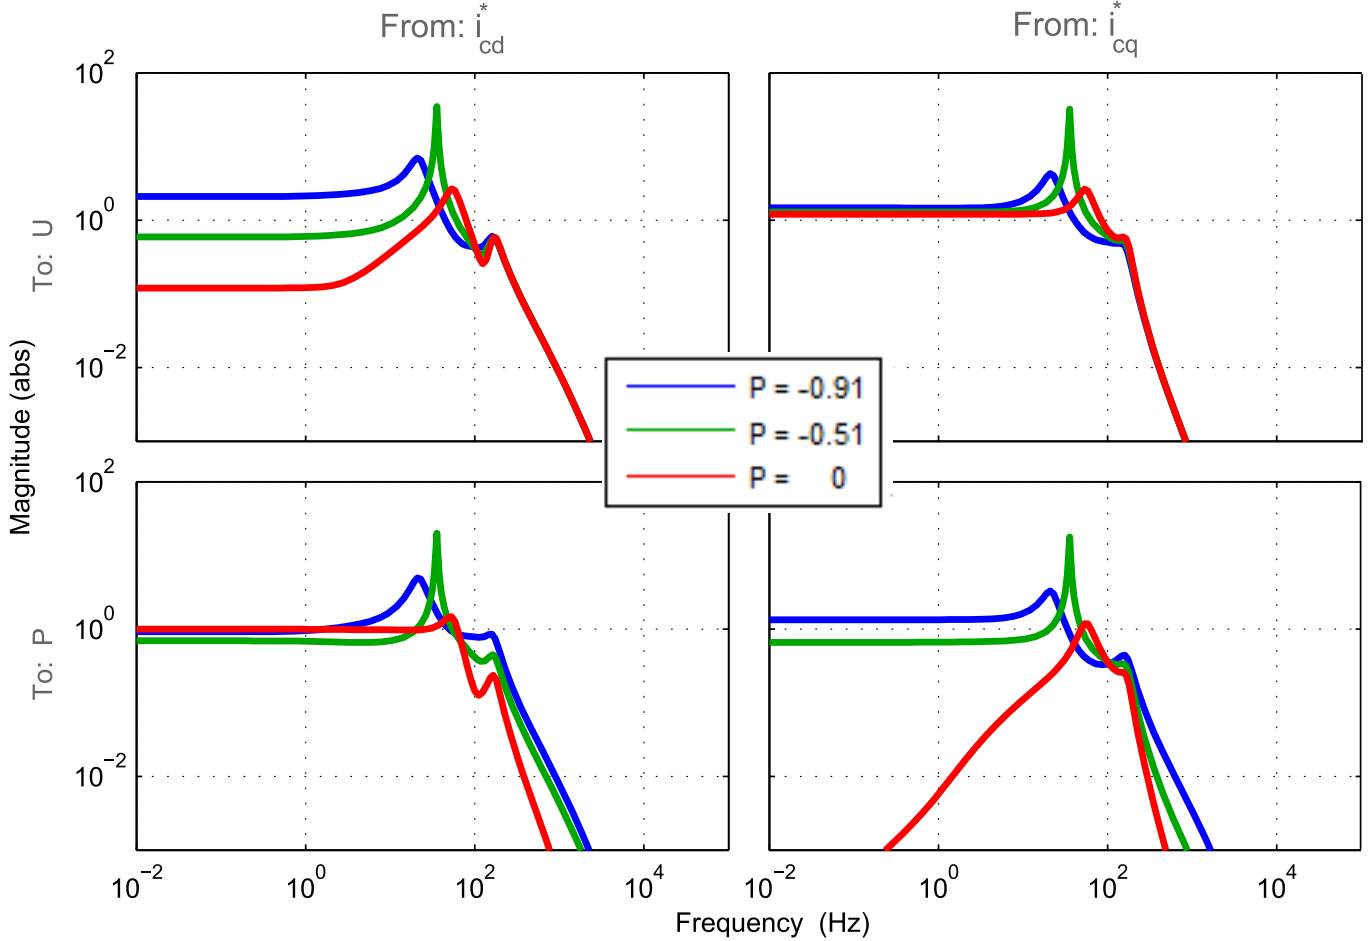 From: i*cd
From: i*cq
10^2
10^0
10^-2
To: U
P = -0.91
P = -0.51
P = 0
Magnitude (abs)
10^2
10^0
10^-2
To: P
10^-2
10^0
10^2
10^4
10^-2
10^0
10^2
10^4
Frequency (Hz)